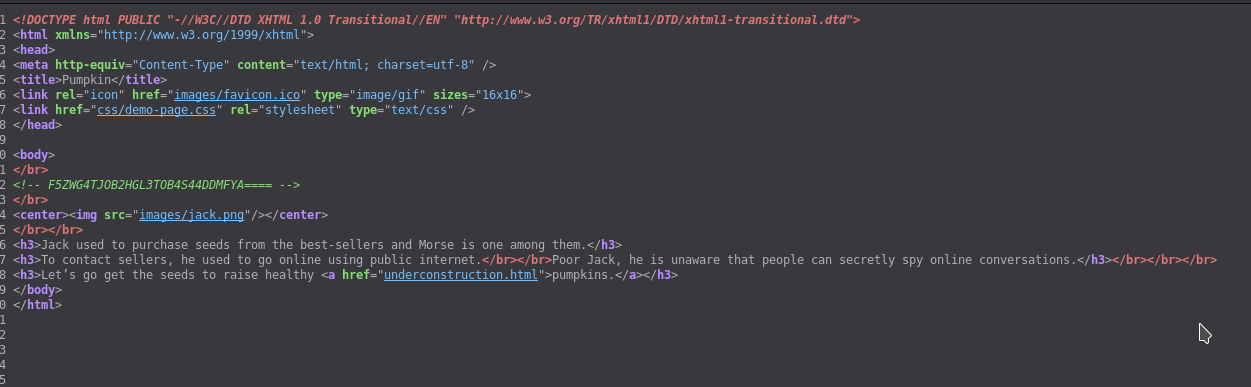 1 <!DOCTYPE html PUBLIC "-//W3C//DTD XHTML 1.0 Transitional//EN" "http://www.w3.org/TR/xhtml1/DTD/xhtml1-transitional.dtd">
2 <html xmlns="http://www.w3.org/1999/xhtml">
3 <head>
4 <meta http-equiv="Content-Type" content="text/html; charset=utf-8" />
5 <title>Pumpkin</title>
6 <link rel="icon" href="images/favicon.ico" type="image/gif" sizes="16x16">
7 <link href="css/demo-page.css" rel="stylesheet" type="text/css" />
8 </head>
9
0 <body>
1 </br>
2 <!-- F5ZWG4TJOB2HGL3TOB4S44DDMFYA==== -->
3 </br>
4 <center><img src="images/jack.png"/></center>
5 </br></br>
6 <h3>Jack used to purchase seeds from the best-sellers and Morse is one among them.</h3>
7 <h3>To contact sellers, he used to go online using public internet.</br></br>Poor Jack, he is unaware that people can secretly spy online conversations.</h3></br></br></br>
8 <h3>Let’s go get the seeds to raise healthy <a href="underconstruction.html">pumpkins.</a></h3>
9 </body>
0 </html>
1
2
3
4
5